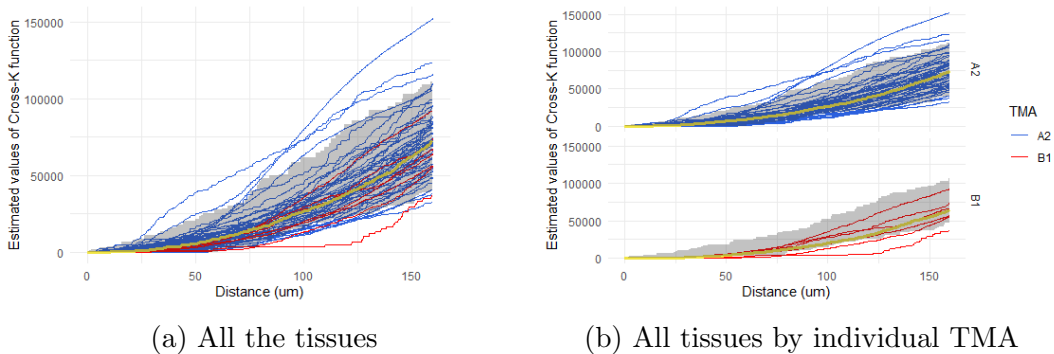 Estimated values of Cross-K function
150000
100000
50000
0
0
50
100
150
Distance (um)
(a) All the tissues
Estimated values of Cross-K function
150000
100000
50000
0
A2
150000
100000
50000
0
B1
0
50
100
150
Distance (um)
TMA
A2
B1
(b) All tissues by individual TMA